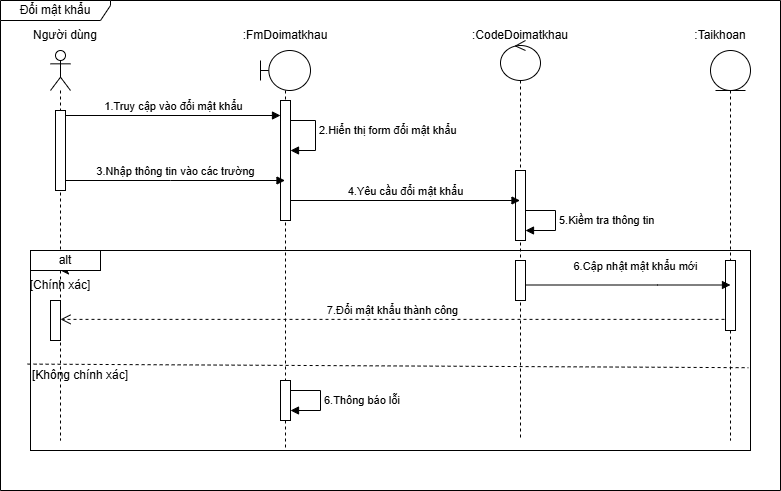 Đổi mật khẩu
Người dùng
:FmDoimatkhau
:CodeDoimatkhau
:Taikhoan
1.Truy cập vào đổi mật khẩu
2.Hiển thị form đổi mật khẩu
3.Nhập thông tin vào các trường
4.Yêu cầu đổi mật khẩu
5.Kiểm tra thông tin
alt
6.Cập nhật mật khẩu mới
[Chính xác]
7.Đổi mật khẩu thành công
[Không chính xác]
6.Thông báo lỗi